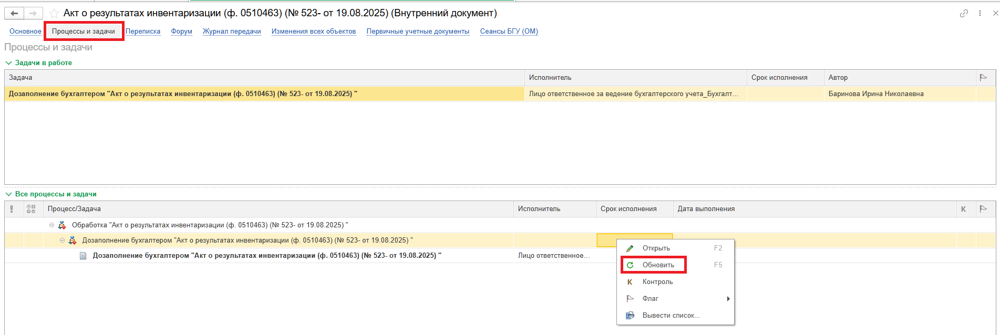 Акт о результатах инвентаризации (ф. 0510463) (№ 523- от 19.08.2025) (Внутренний документ)
Основное Процессы и задачи Переписка Форум Журнал передачи Изменения всех объектов Первичные учетные документы Сеансы БГУ (ОМ)
Процессы и задачи
Задачи в работе
Задача Исполнитель Срок исполнения Автор
Дозаполнение бухгалтером "Акт о результатах инвентаризации (ф. 0510463) (№ 523- от 19.08.2025) " Лицо ответственное за ведение бухгалтерского учета_Бухгалт... Баринова Ирина Николаевна
Все процессы и задачи
Процесс/Задача Исполнитель Срок исполнения Дата выполнения К
Обработка "Акт о результатах инвентаризации (ф. 0510463) (№ 523- от 19.08.2025) "
Дозаполнение бухгалтером "Акт о результатах инвентаризации (ф. 0510463) (№ 523- от 19.08.2025) "
Дозаполнение бухгалтером "Акт о результатах инвентаризации (ф. 0510463) (№ 523- от 19.08.2025) " Лицо ответственное...
Открыть F2
Обновить F5
К Контроль
Флаг
Вывести список...